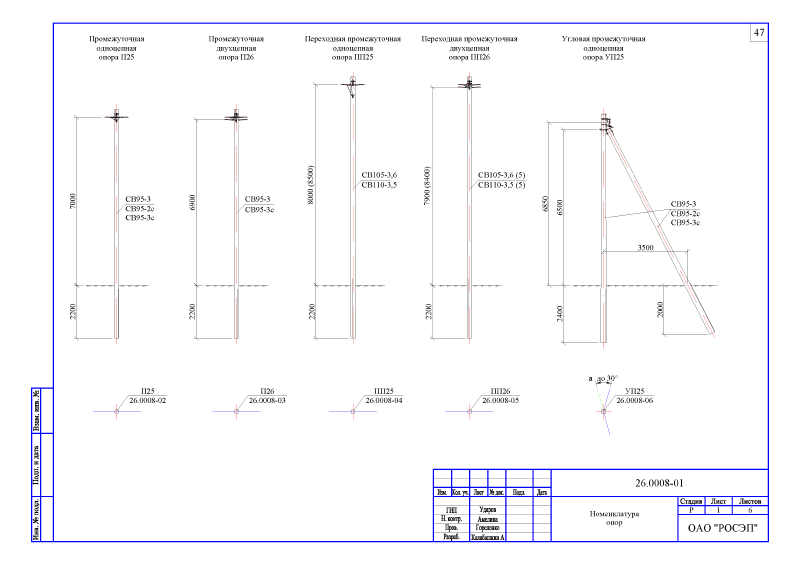 47
Промежуточная
одноцепная
опора П25
Промежуточная
двухцепная
опора П26
Переходная промежуточная
одноцепная
опора ПП25
Переходная промежуточная
двухцепная
опора ПП26
Угловая промежуточная
одноцепная
опора УП25
7000
2200
СВ95-3
СВ95-2с
СВ95-3с
6900
2200
СВ95-3
СВ95-3с
8000 (8500)
2200
СВ105-3,6
СВ110-3,5
7900 (8400)
2200
СВ105-3,6 (5)
СВ110-3,5 (5)
6850
6500
2400
СВ95-3
СВ95-2с
СВ95-3с
3500
2000
П25
26.0008-02
П26
26.0008-03
ПП25
26.0008-04
ПП26
26.0008-05
а до 30°
УП25
26.0008-06
Взам. инв. №
Подп. и дата
Инв. № подл.
26.0008-01
Изм. Кол. уч. Лист № док. Подп. Дата
ГИП Ударов
Н. контр. Амелина
Пров. Гореленко
Разраб. Калабашкин А
Номенклатура
опор
Стадия Лист Листов
Р 1 6
ОАО "РОСЭП"